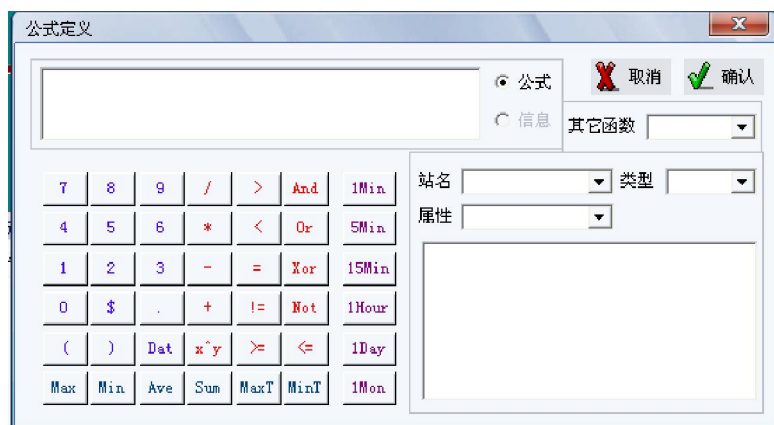 公式定义
公式 取消 确认
信息 其它函数
7 8 9 / > And 1Min 站名 类型
4 5 6 * < Or 5Min 属性
1 2 3 - = Xor 15Min
0 $ . + != Not 1Hour
( ) Dat x^y >= <= 1Day
Max Min Ave Sum MaxT MinT 1Mon